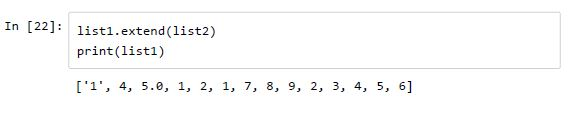 In [22]: list1.extend(list2)
print(list1)
['1', 4, 5.0, 1, 2, 1, 7, 8, 9, 2, 3, 4, 5, 6]